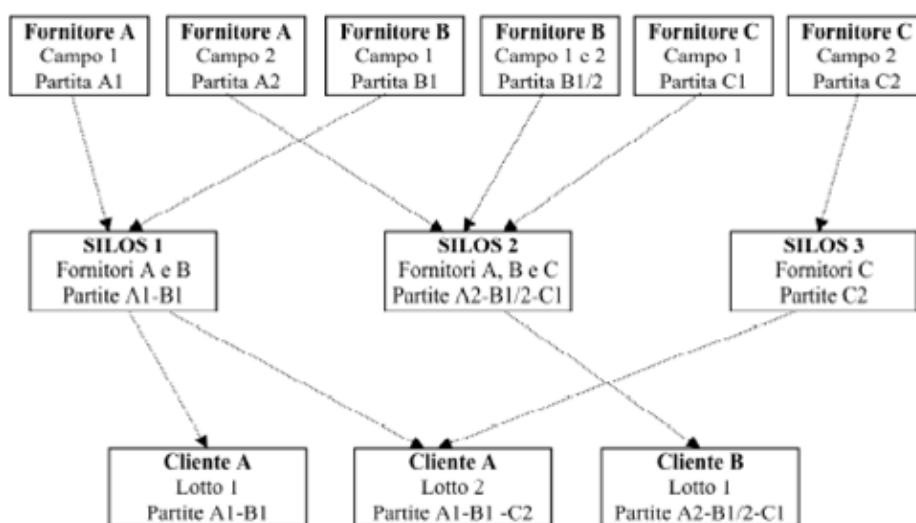 Fornitore A
Campo 1
Partita A1
Fornitore A
Campo 2
Partita A2
Fornitore B
Campo 1
Partita B1
Fornitore B
Campo 1 e 2
Partita B1/2
Fornitore C
Campo 1
Partita C1
Fornitore C
Campo 2
Partita C2
SILOS 1
Fornitori A e B
Partite A1-B1
SILOS 2
Fornitori A, B e C
Partite A2-B1/2-C1
SILOS 3
Fornitori C
Partite C2
Cliente A
Lotto 1
Partite A1-B1
Cliente A
Lotto 2
Partite A1-B1 -C2
Cliente B
Lotto 1
Partite A2-B1/2-C1